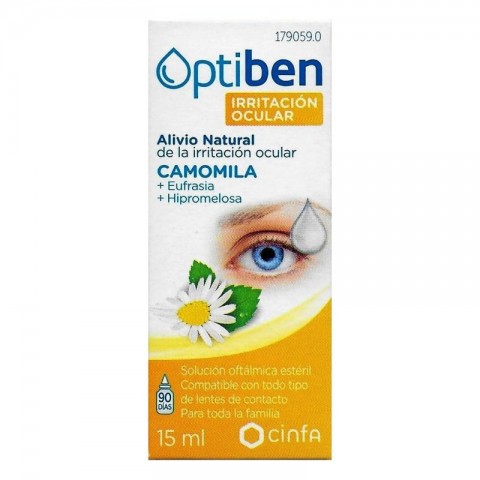 179059.0
Optiben
IRRITACIÓN
OCULAR
Alivio Natural
de la irritación ocular
CAMOMILA
+ Eufrasia
+ Hipromelosa
Solución oftálmica estéril
Compatible con todo tipo
de lentes de contacto
Para toda la familia
90
DÍAS
15 ml
cinfa